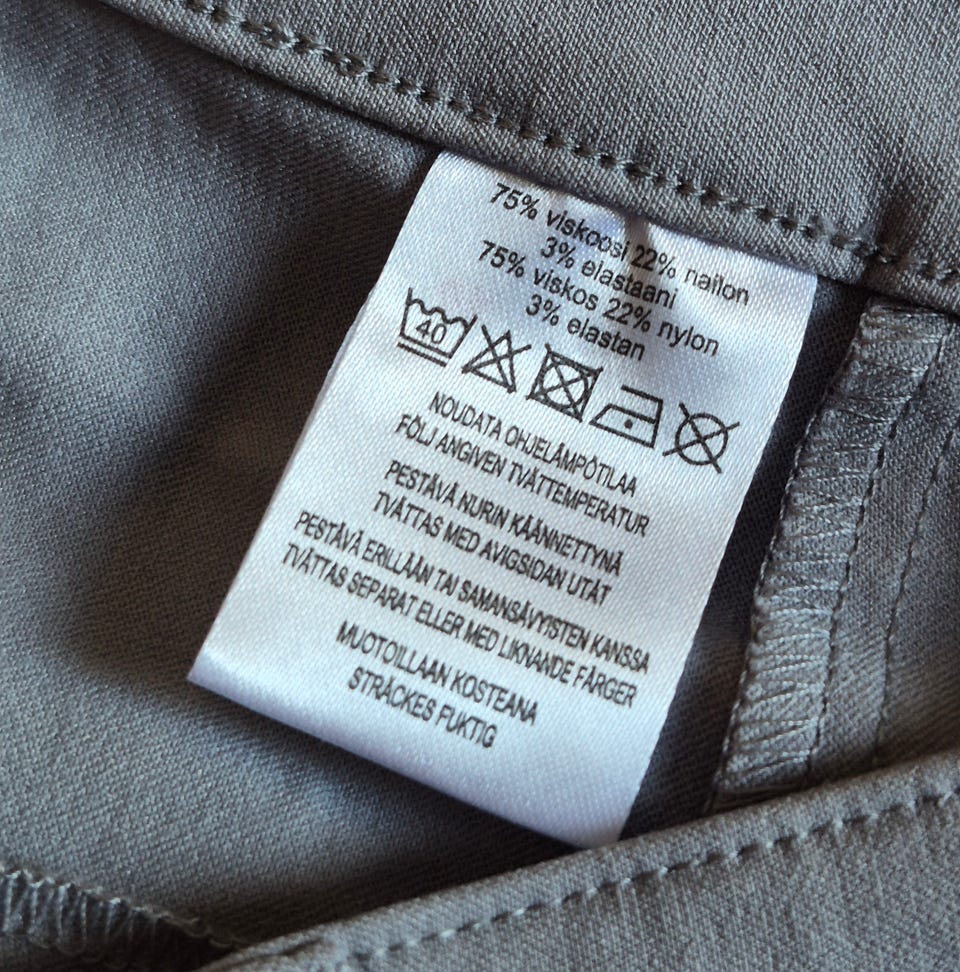 75% viskoosi 22% nailon
3% elastaani
75% viskos 22% nylon
3% elastan
40
NOUDATA OHJELÄMPÖTILAA
FÖLJ ANGIVEN TVÄTTEMPERATUR
PESTÄVÄ NURIN KÄÄNNETTYNÄ
TVÄTTAS MED AVIGSIDAN UTÅT
PESTÄVÄ ERILLÄÄN TAI SAMANSÄVYISTEN KANSSA
TVÄTTAS SEPARAT ELLER MED LIKNANDE FÄRGER
MUOTOILLAAN KOSTEANA
STRÄCKES FUKTIG